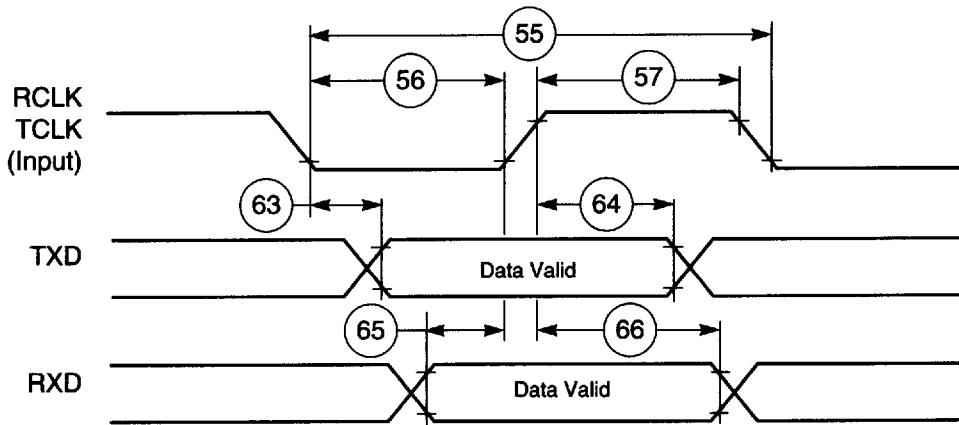 55
56
57
RCLK
TCLK
(Input)
63
64
TXD
Data Valid
65
66
RXD
Data Valid